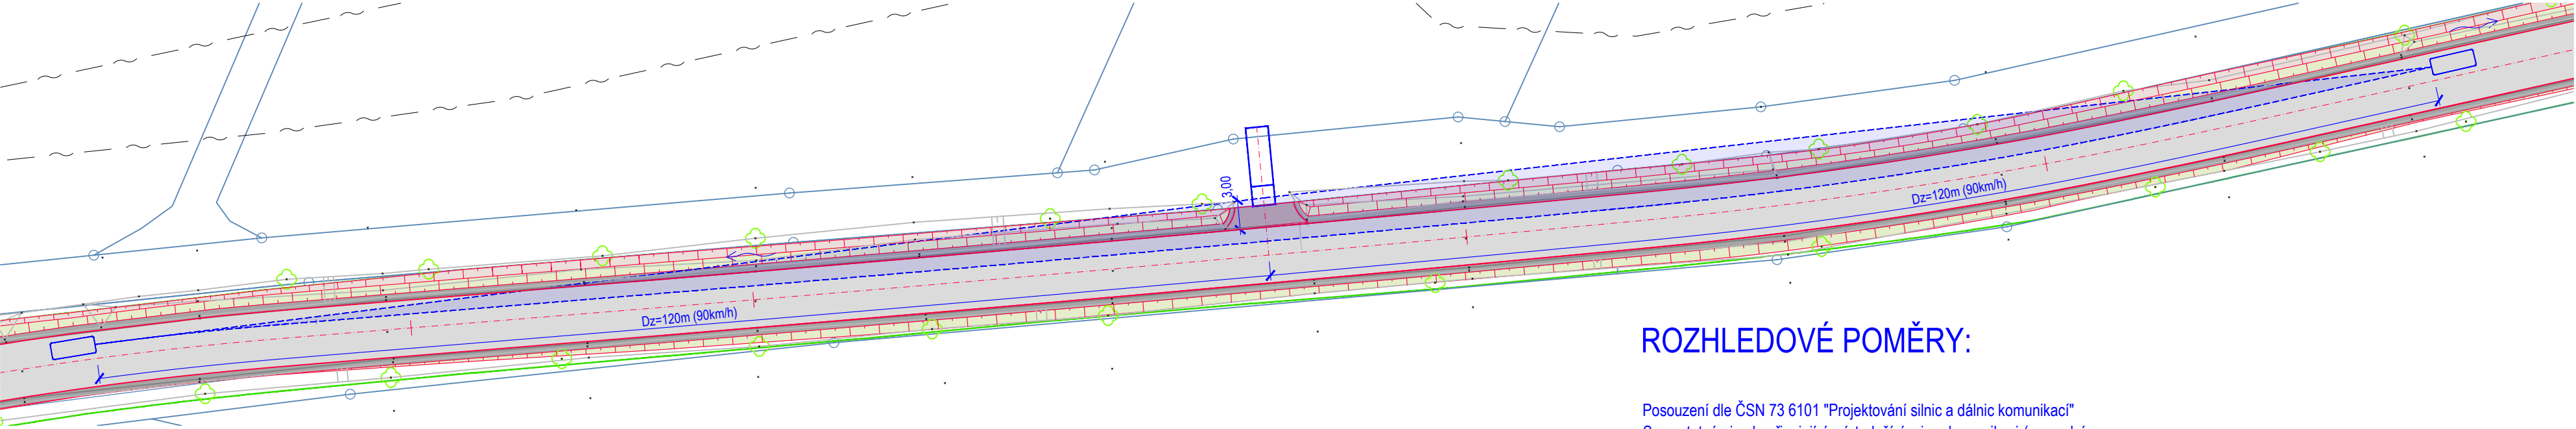 3,00
Dz=120m (90km/h)
Dz=120m (90km/h)
ROZHLEDOVÉ POMĚRY:
Posouzení dle ČSN 73 6101 "Projektování silnic a dálnic komunikací"